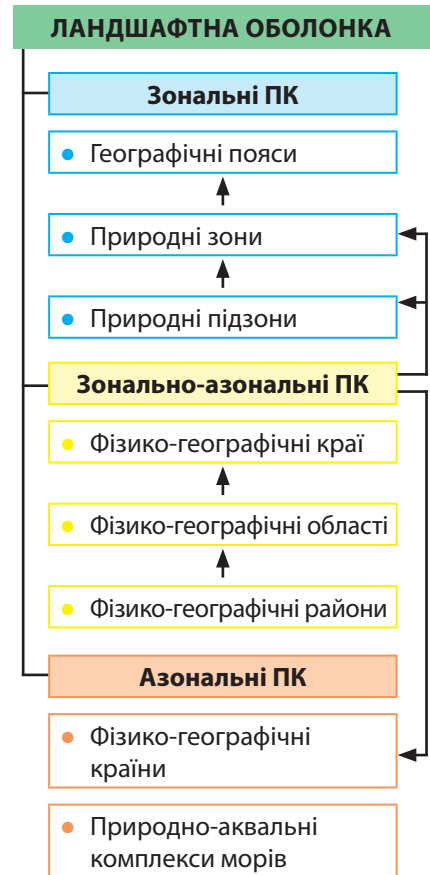 ЛАНДШАФТНА ОБОЛОНКА
Зональні ПК
• Географічні пояси
• Природні зони
• Природні підзони
Зонально-азональні ПК
• Фізико-географічні краї
• Фізико-географічні області
• Фізико-географічні райони
Азональні ПК
• Фізико-географічні
країни
• Природно-аквальні
комплекси морів